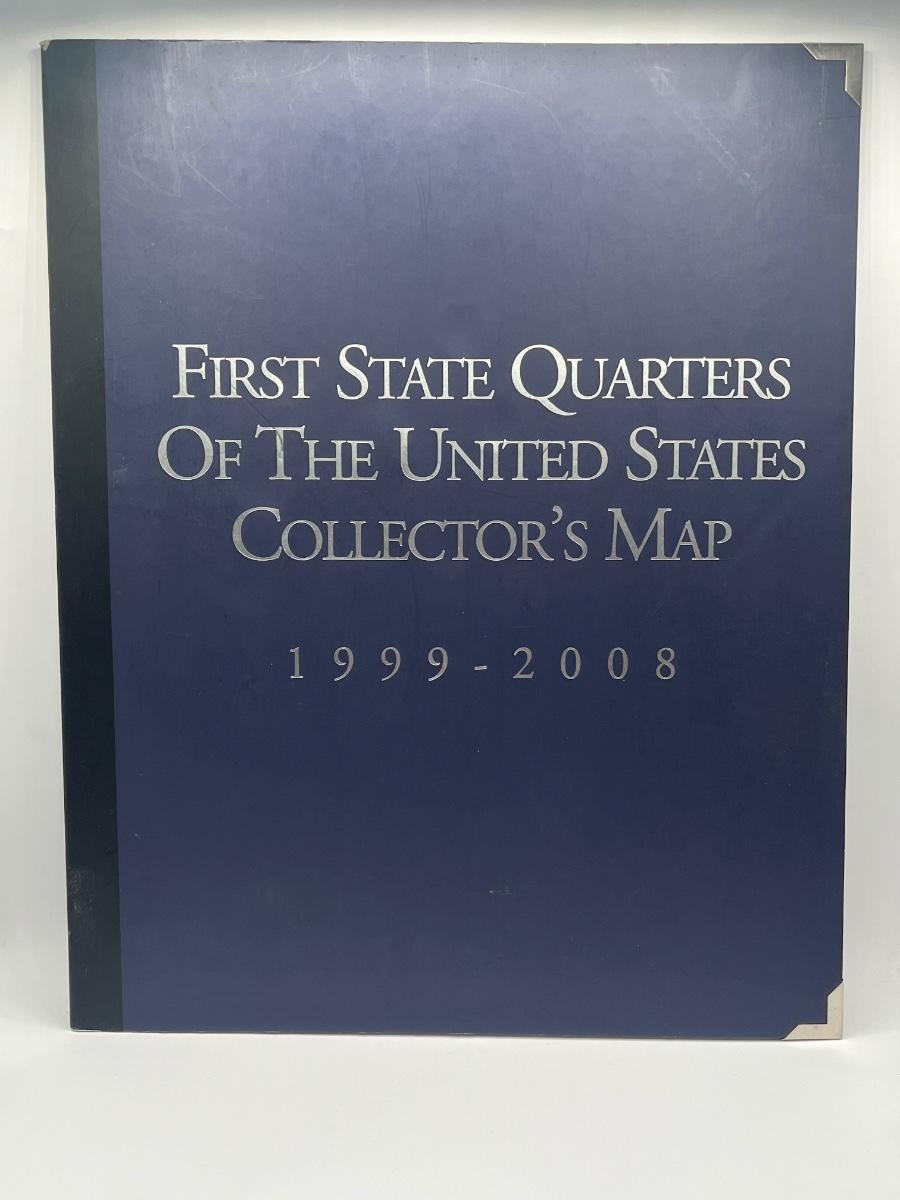 First State Quarters
Of The United States
Collector's Map
1999-2008